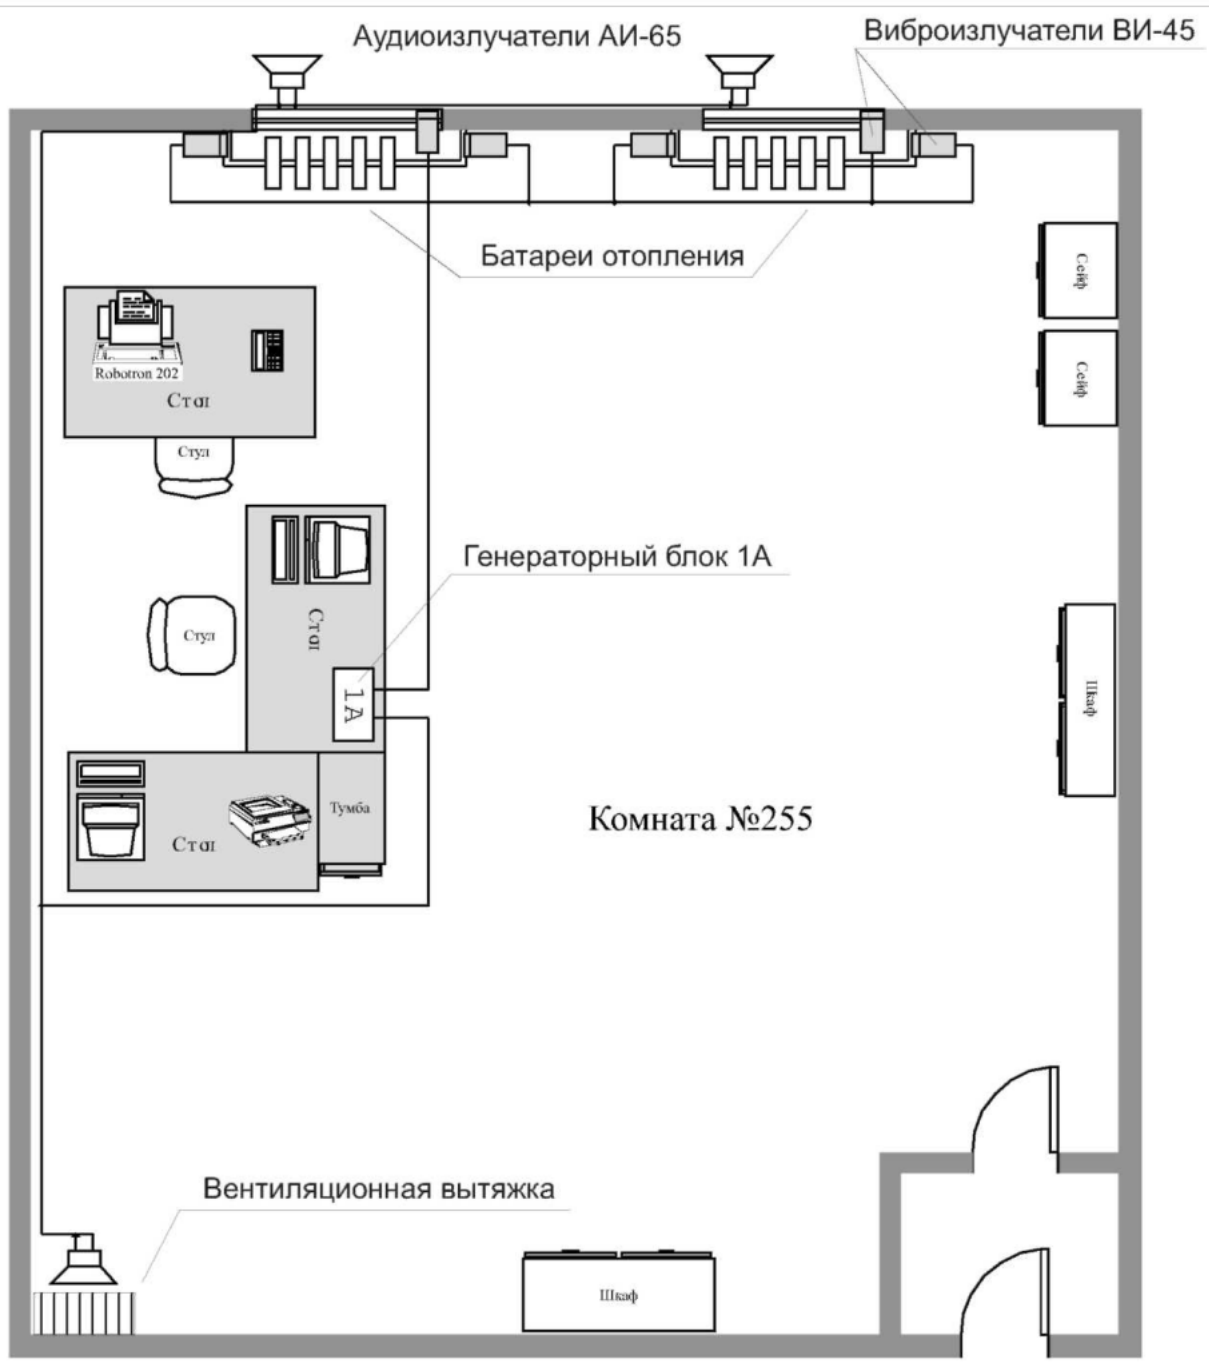 Аудиоизлучатели АИ-65
Виброизлучатели ВИ-45
Батареи отопления
Сейф
Сейф
Robotron 202
Стол
Стул
Генераторный блок 1А
Стол
Стул
1А
Шкаф
Тумба
Стол
Комната №255
Вентиляционная вытяжка
Шкаф